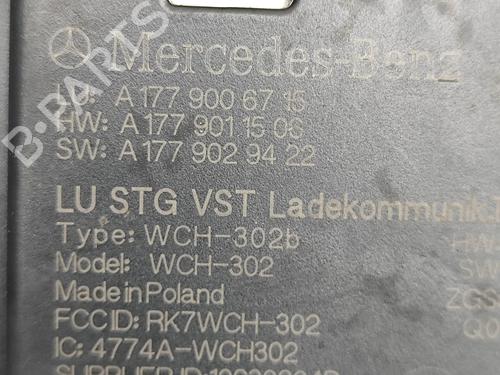 Mercedes-Benz
A 177 900 67 15
HW: A 177 901 15 06
SW: A 177 902 94 22
LU STG VST Ladekommunik
Type: WCH-302b
Model: WCH-302
Made in Poland
ZGS
FCC ID: RK7WCH-302
IC: 4774A-WCH302
B-PARTS